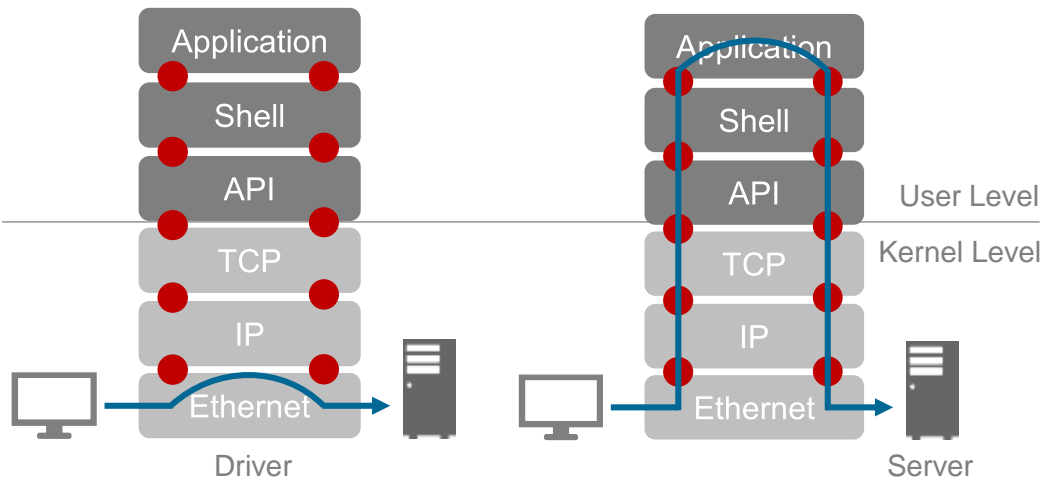 Application
Shell
API
TCP
IP
Ethernet
Driver
Application
Shell
API
TCP
IP
Ethernet
User Level
Kernel Level
Server